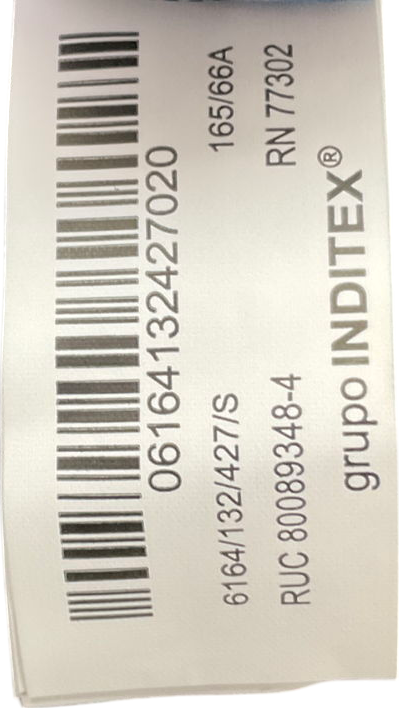 06164132427020
6164/132/427/S 165/66A
RUC 80089348-4 RN 77302
grupo INDITEX®